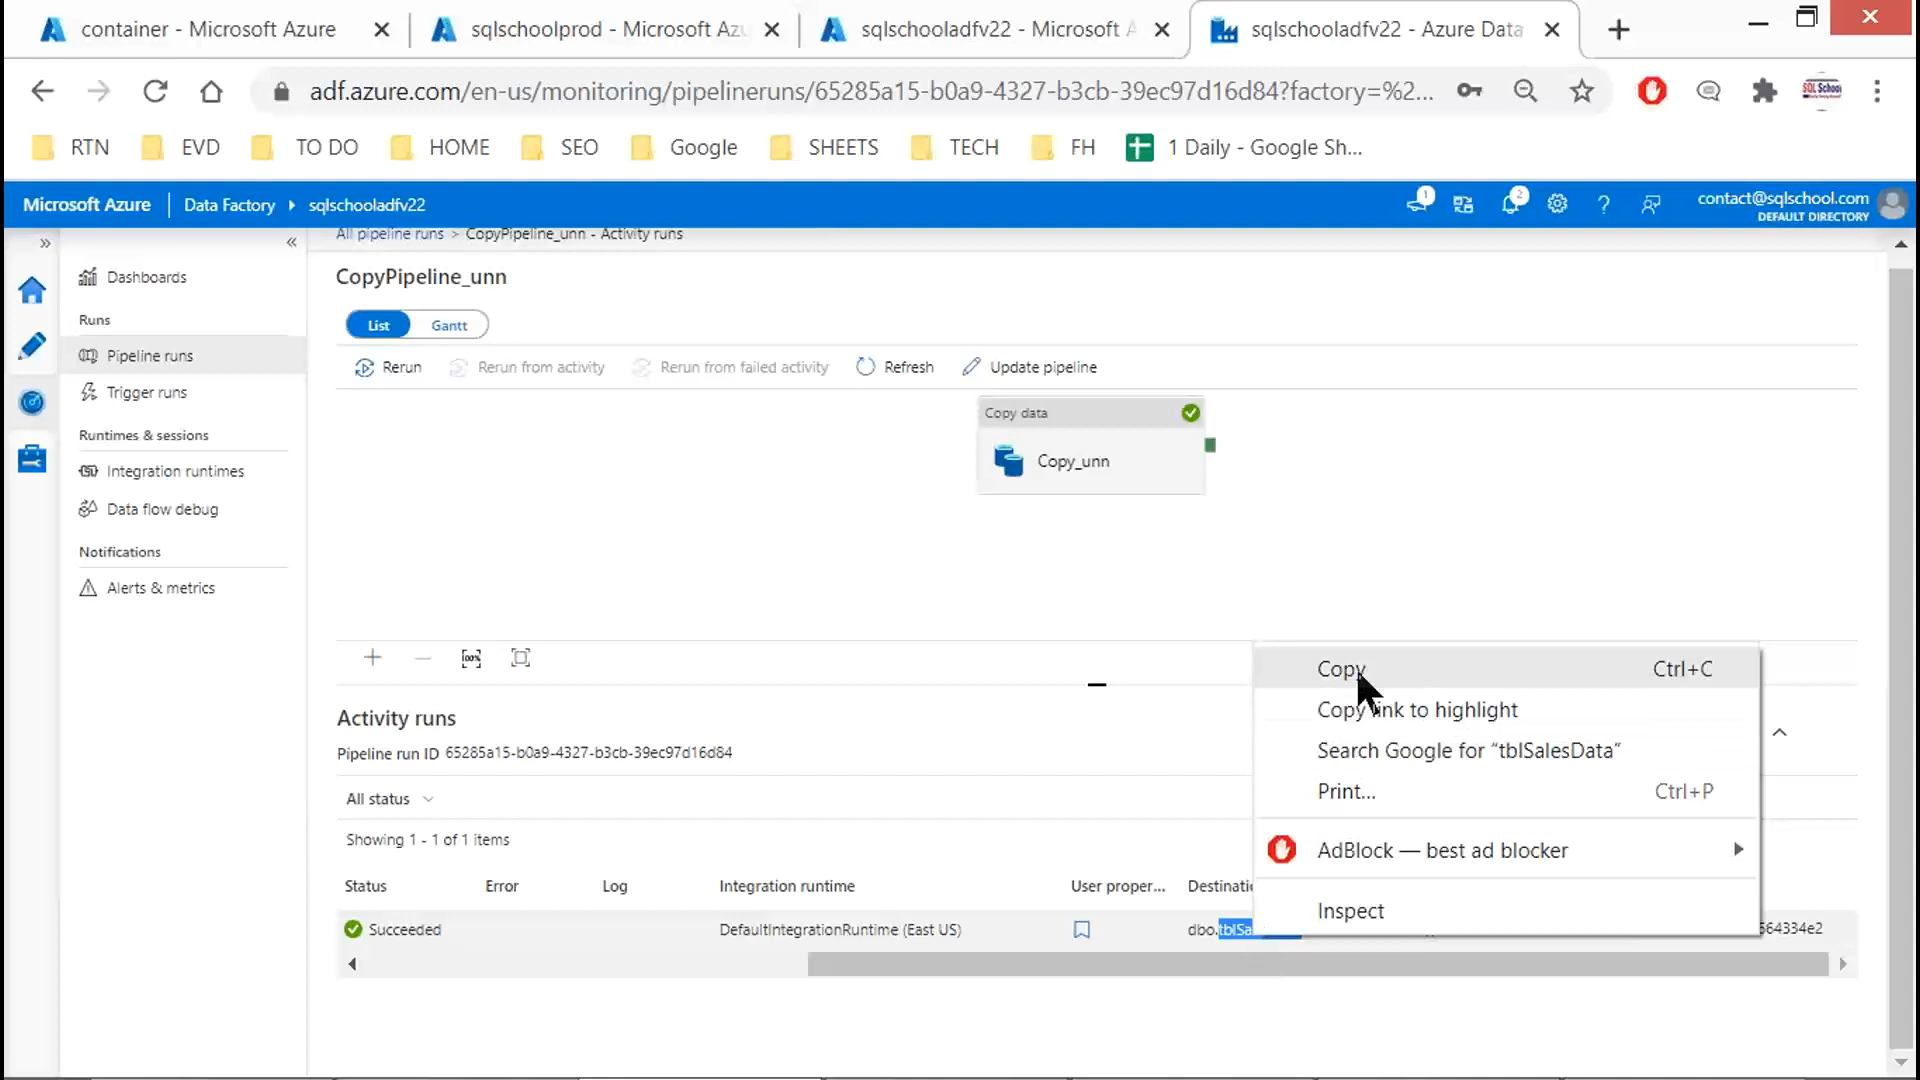 container - Microsoft Azure
sqlschoolprod - Microsoft Azu
sqlschooladfv22 - Microsoft A
sqlschooladfv22 - Azure Data
adf.azure.com/en-us/monitoring/pipelineruns/65285a15-b0a9-4327-b3cb-39ec97d16d84?factory=%2...
SQL School
RTN
EVD
TO DO
HOME
SEO
Google
SHEETS
TECH
FH
1 Daily - Google Sh...
Microsoft Azure
Data Factory
sqlschooladfv22
1
2
?
contact@sqlschool.com
DEFAULT DIRECTORY
»
«
All pipeline runs > CopyPipeline_unn - Activity runs
Dashboards
Runs
Pipeline runs
Trigger runs
Runtimes & sessions
Integration runtimes
Data flow debug
Notifications
Alerts & metrics
CopyPipeline_unn
List
Gantt
Rerun
Rerun from activity
Rerun from failed activity
Refresh
Update pipeline
Copy data
Copy_unn
100%
Activity runs
Pipeline run ID 65285a15-b0a9-4327-b3cb-39ec97d16d84
All status
Showing 1 - 1 of 1 items
Status
Error
Log
Integration runtime
User proper...
Destinatio
Succeeded
DefaultIntegrationRuntime (East US)
dbo.tblSa
564334e2
Copy Ctrl+C
Copy link to highlight
Search Google for “tblSalesData”
Print... Ctrl+P
AdBlock — best ad blocker
Inspect